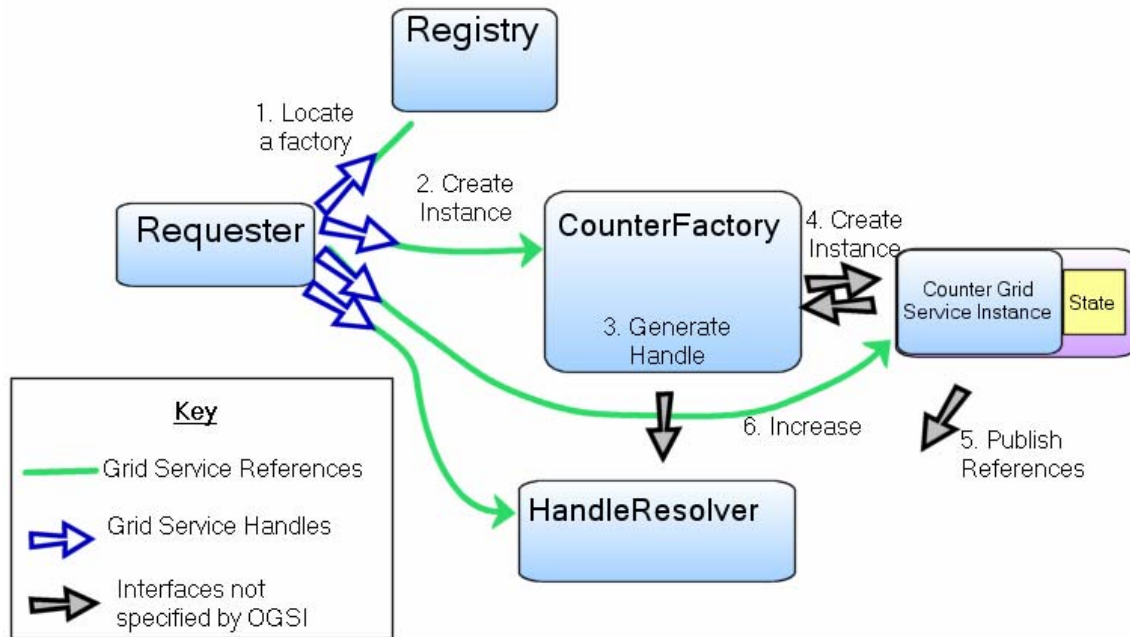 Registry
1. Locate
a factory
2. Create
Instance
Requester
CounterFactory
4. Create
Instance
Counter Grid
Service Instance
State
3. Generate
Handle
6. Increase
5. Publish
References
HandleResolver
Key
Grid Service References
Grid Service Handles
Interfaces not
specified by OGSI